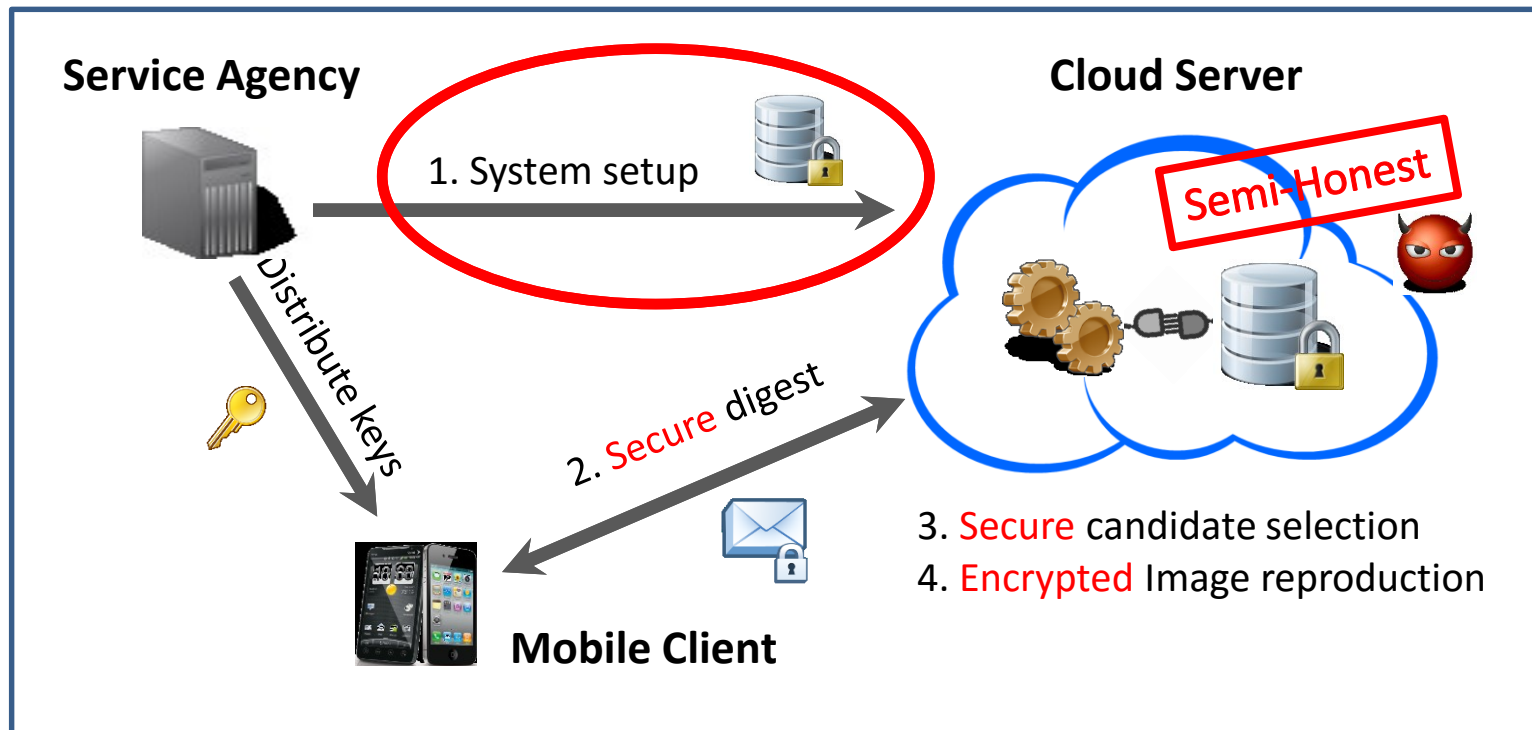 Service Agency
Cloud Server
1. System setup
Semi-Honest
Distribute keys
2. Secure digest
3. Secure candidate selection
4. Encrypted Image reproduction
Mobile Client